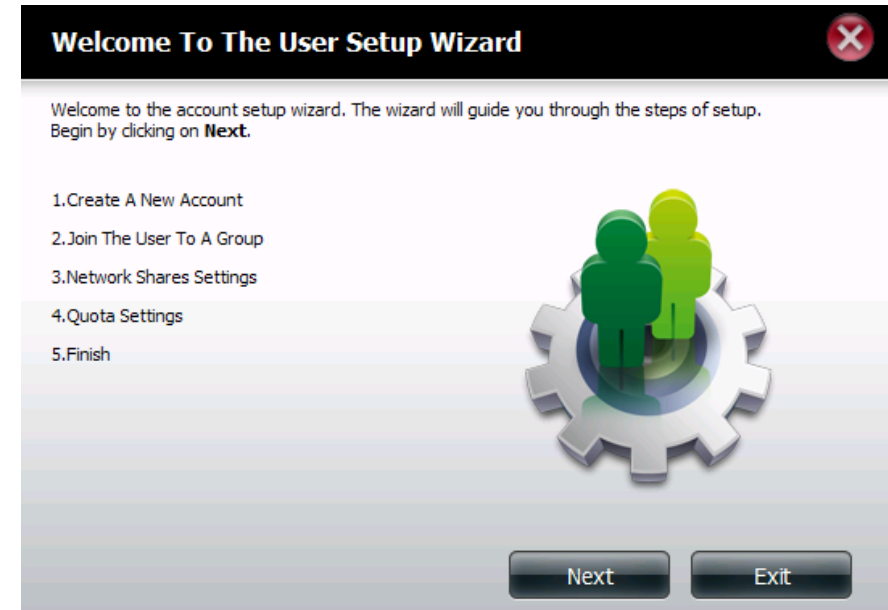 Welcome To The User Setup Wizard
Welcome to the account setup wizard. The wizard will guide you through the steps of setup.
Begin by clicking on Next.
1.Create A New Account
2.Join The User To A Group
3.Network Shares Settings
4.Quota Settings
5.Finish
Next
Exit